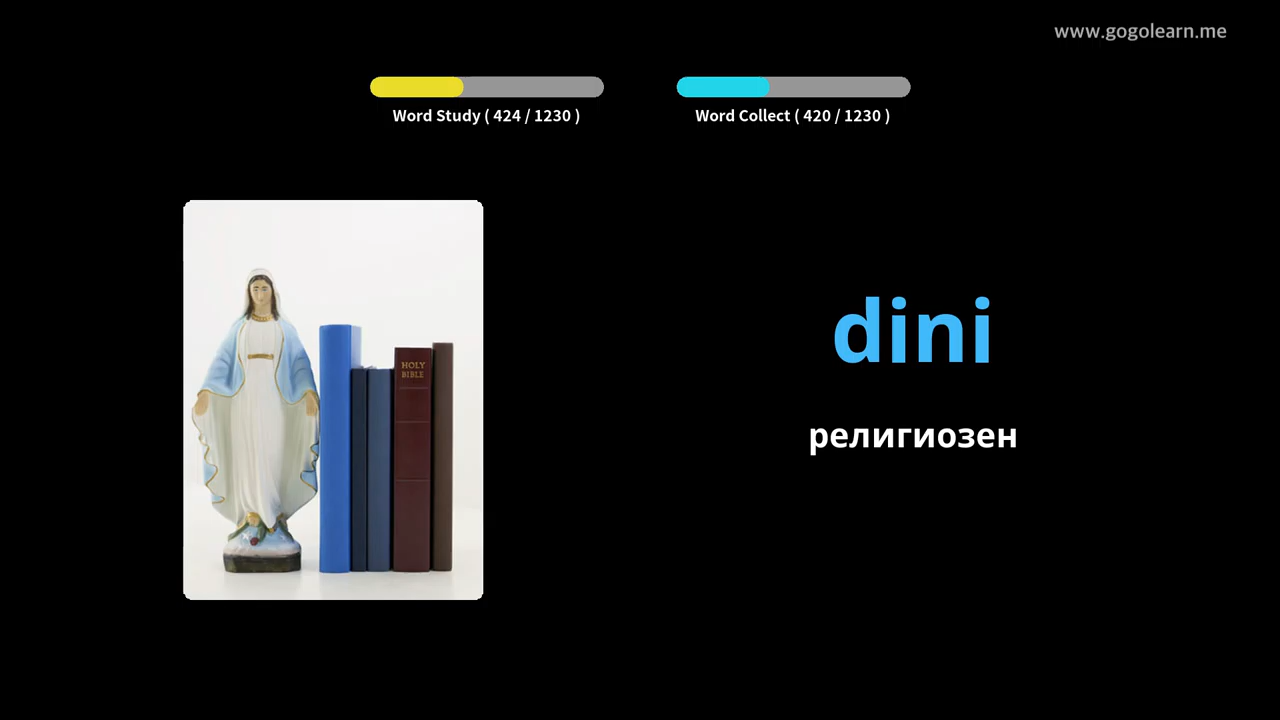 www.gogolearn.me
Word Study ( 424 / 1230 )
Word Collect ( 420 / 1230 )
HOLY
BIBLE
dini
религиозен